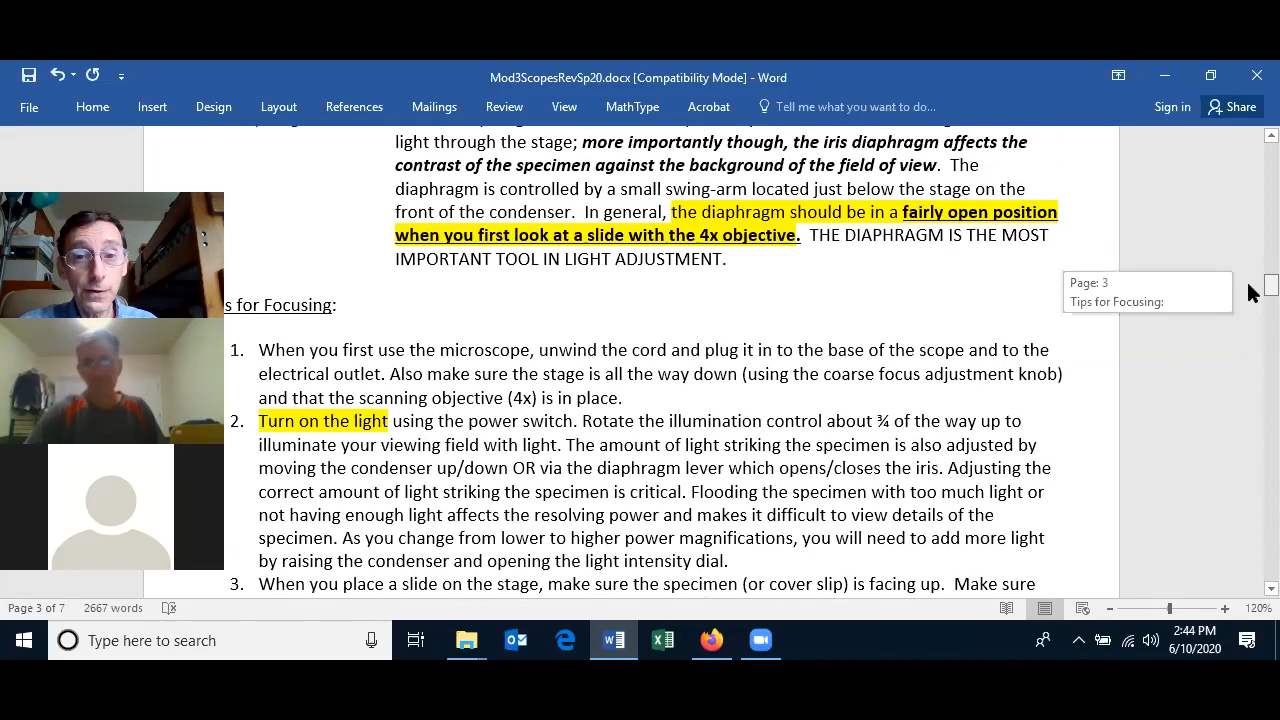 Mod3ScopesRevSp20.docx [Compatibility Mode] - Word
File Home Insert Design Layout References Mailings Review View MathType Acrobat Tell me what you want to do... Sign in Share
light through the stage; more importantly though, the iris diaphragm affects the
contrast of the specimen against the background of the field of view. The
diaphragm is controlled by a small swing-arm located just below the stage on the
front of the condenser. In general, the diaphragm should be in a fairly open position
when you first look at a slide with the 4x objective. THE DIAPHRAGM IS THE MOST
IMPORTANT TOOL IN LIGHT ADJUSTMENT.
Page: 3
Tips for Focusing:
s for Focusing:
1. When you first use the microscope, unwind the cord and plug it in to the base of the scope and to the
electrical outlet. Also make sure the stage is all the way down (using the coarse focus adjustment knob)
and that the scanning objective (4x) is in place.
2. Turn on the light using the power switch. Rotate the illumination control about ¾ of the way up to
illuminate your viewing field with light. The amount of light striking the specimen is also adjusted by
moving the condenser up/down OR via the diaphragm lever which opens/closes the iris. Adjusting the
correct amount of light striking the specimen is critical. Flooding the specimen with too much light or
not having enough light affects the resolving power and makes it difficult to view details of the
specimen. As you change from lower to higher power magnifications, you will need to add more light
by raising the condenser and opening the light intensity dial.
3. When you place a slide on the stage, make sure the specimen (or cover slip) is facing up. Make sure
Page 3 of 7 2667 words 120%
Type here to search
2:44 PM
6/10/2020